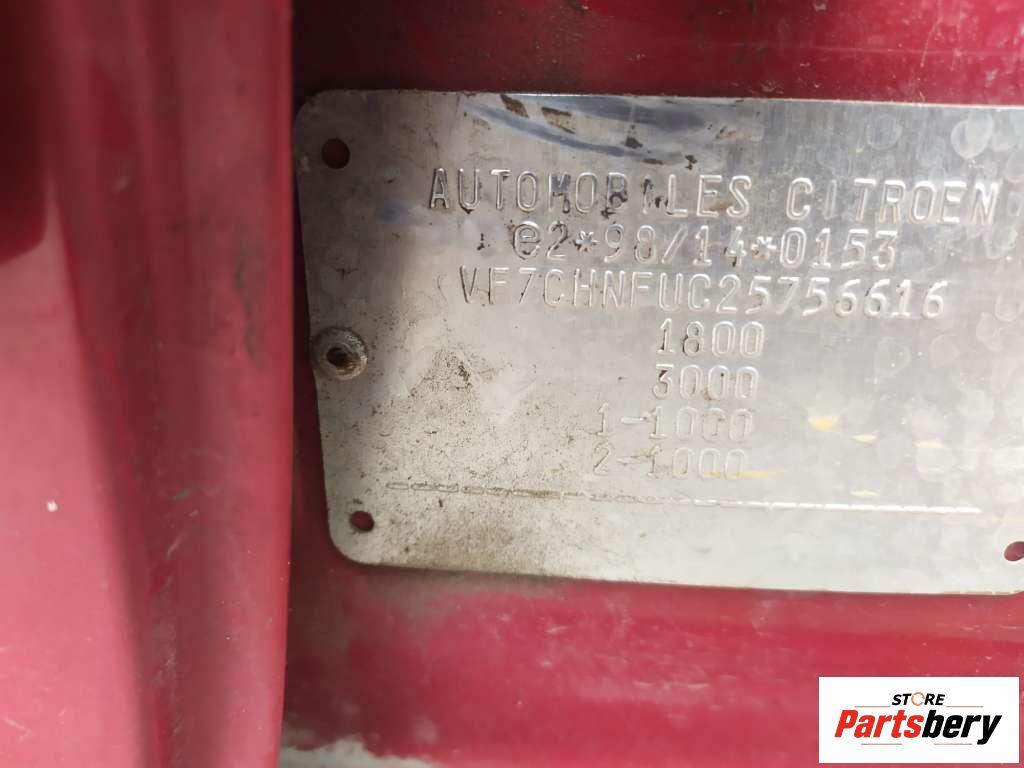 AUTOMOBILES CITROEN
e2*98/14*0153
VF7CHNFUC25756616
1800
3000
1-1000
2-1000
STORE
Partsbery